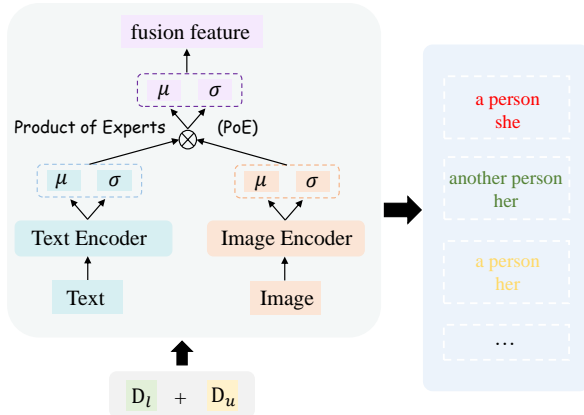 fusion feature
μ σ
Product of Experts ⊗ (PoE)
μ σ
μ σ
Text Encoder
Image Encoder
Text
Image
D_l + D_u
a person
she
another person
her
a person
her
…